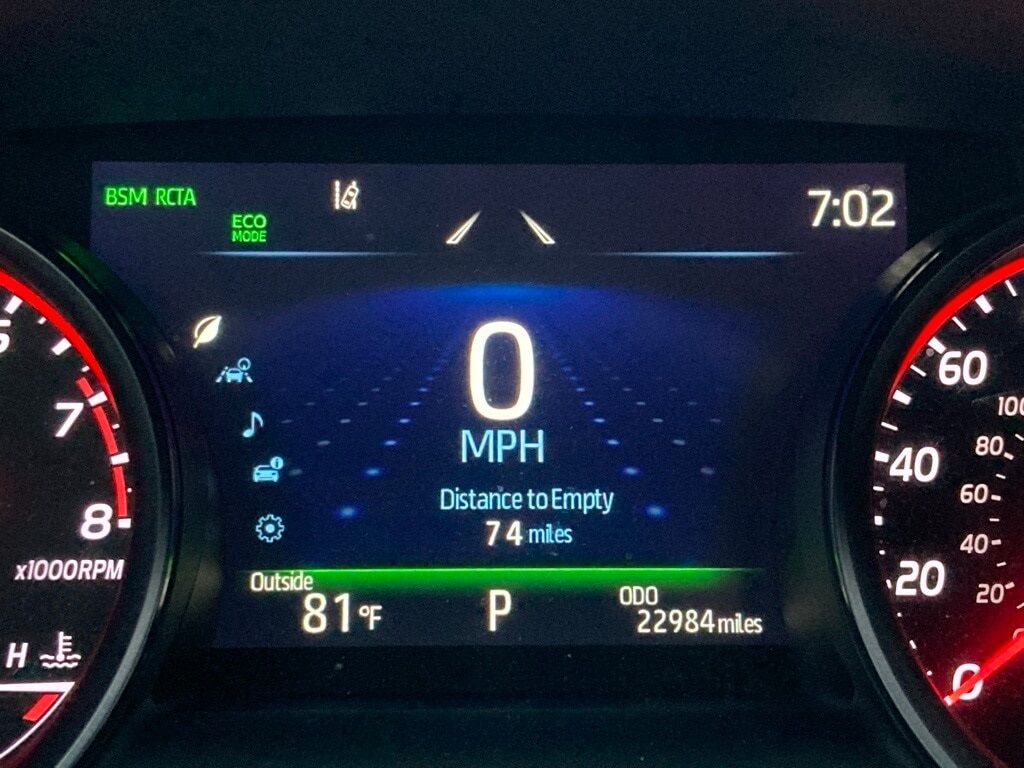 BSM RCTA
7:02
ECO
MODE
0
MPH
Distance to Empty
74 miles
Outside
81°F
P
ODO
22984 miles
7
8
x1000RPM
H
60
40
20
0
100
80
60
40
20